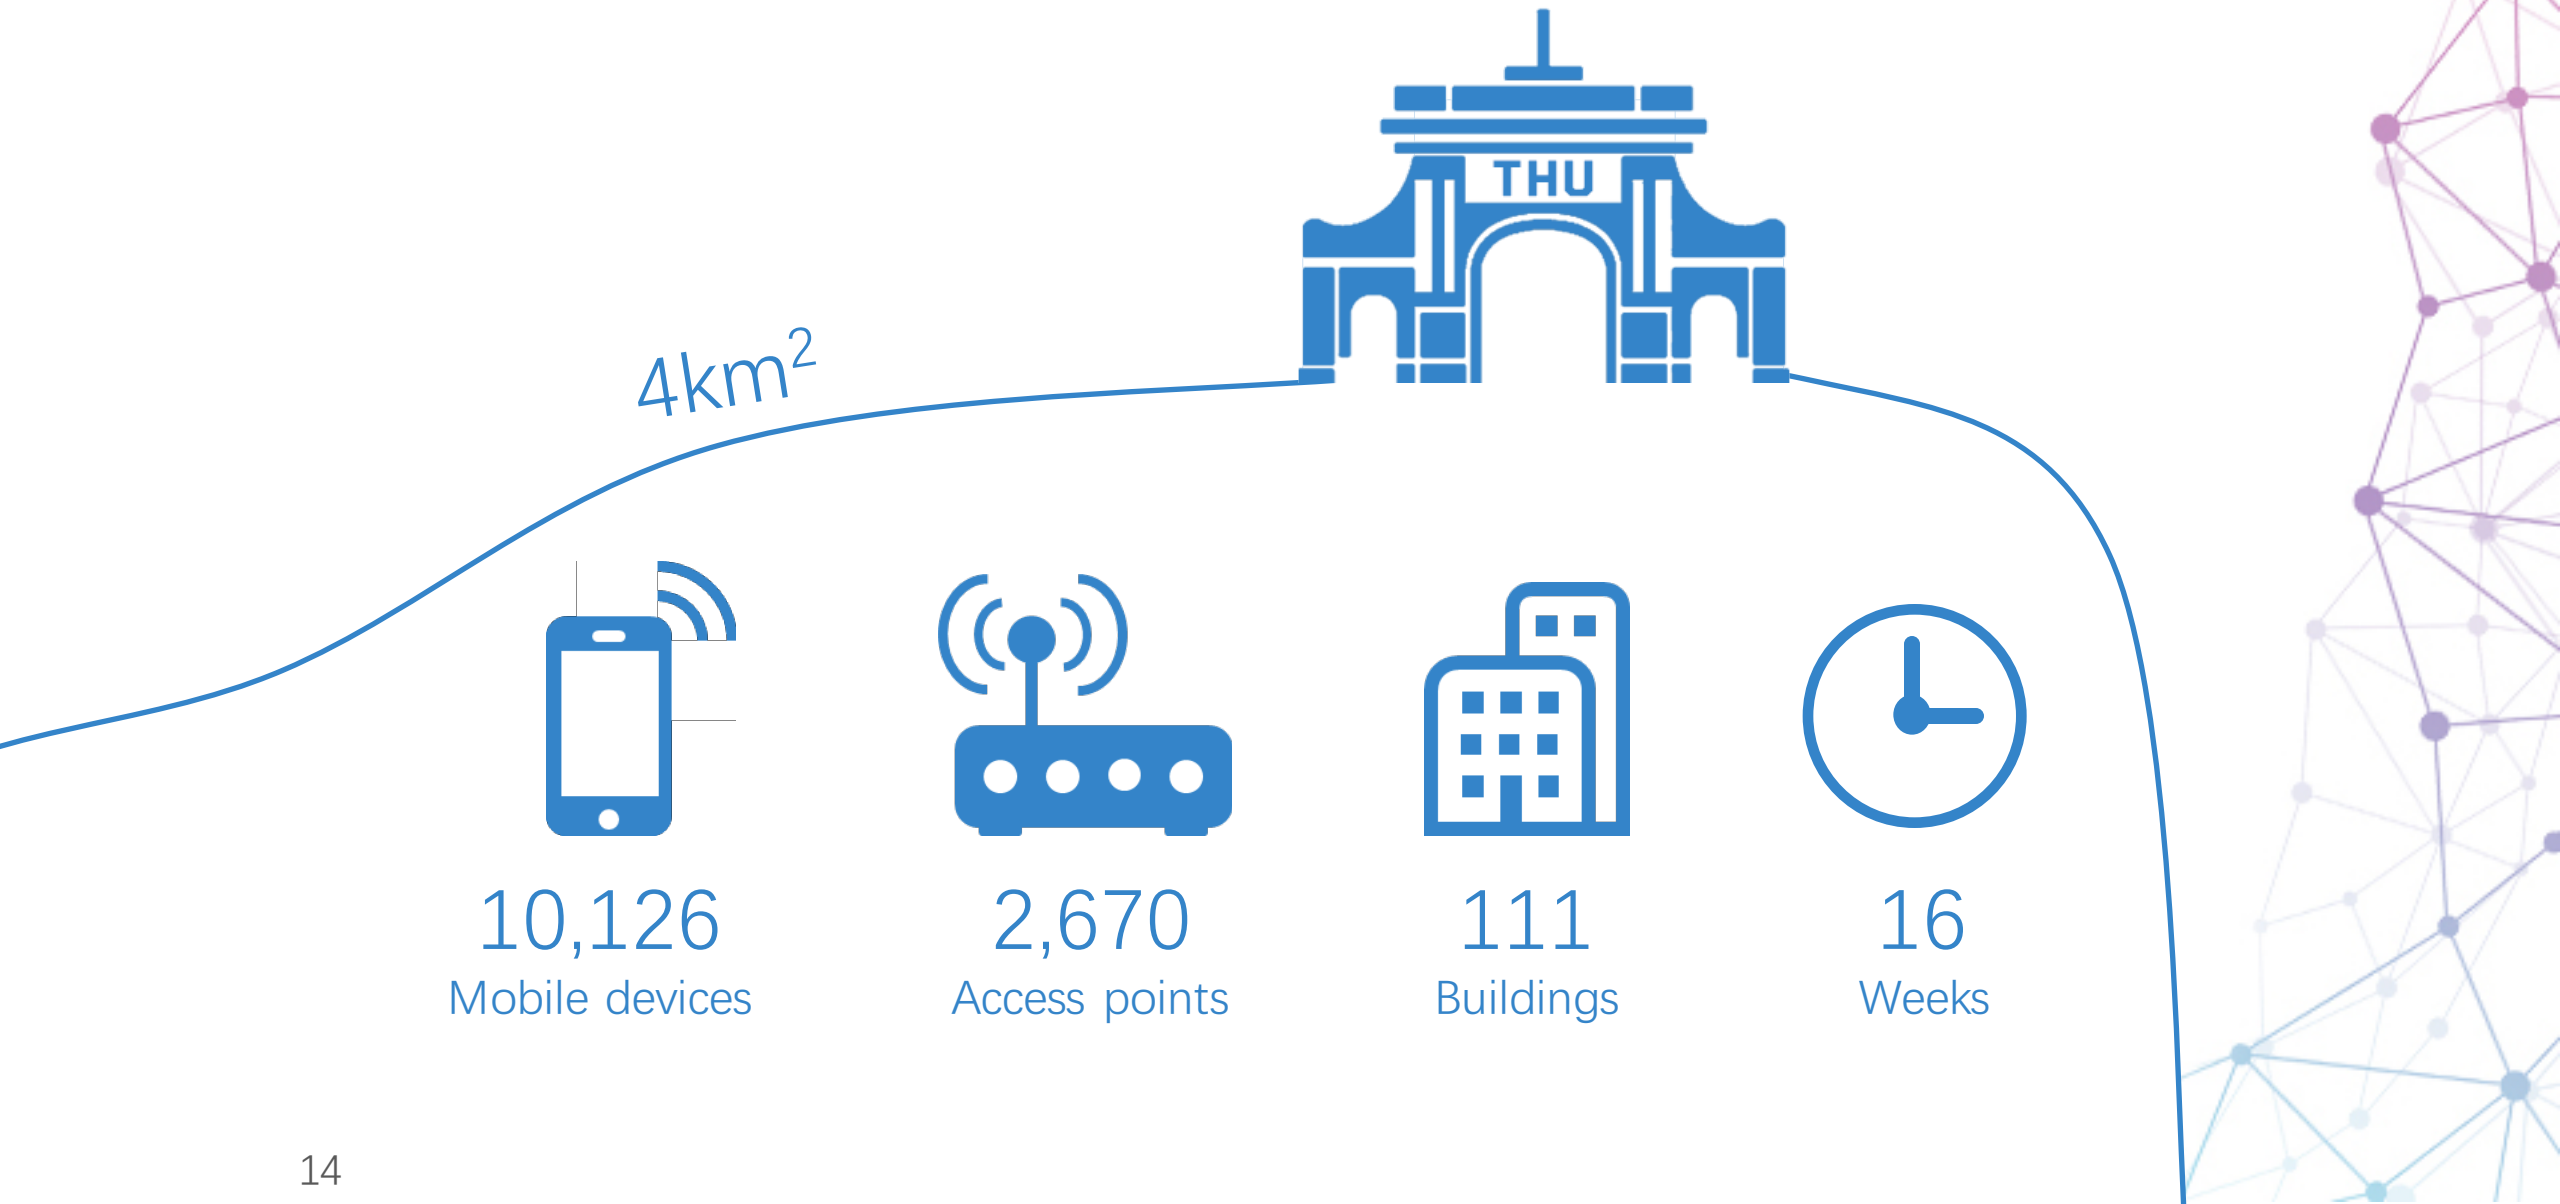 THU
4km²
10,126
Mobile devices
2,670
Access points
111
Buildings
16
Weeks
14